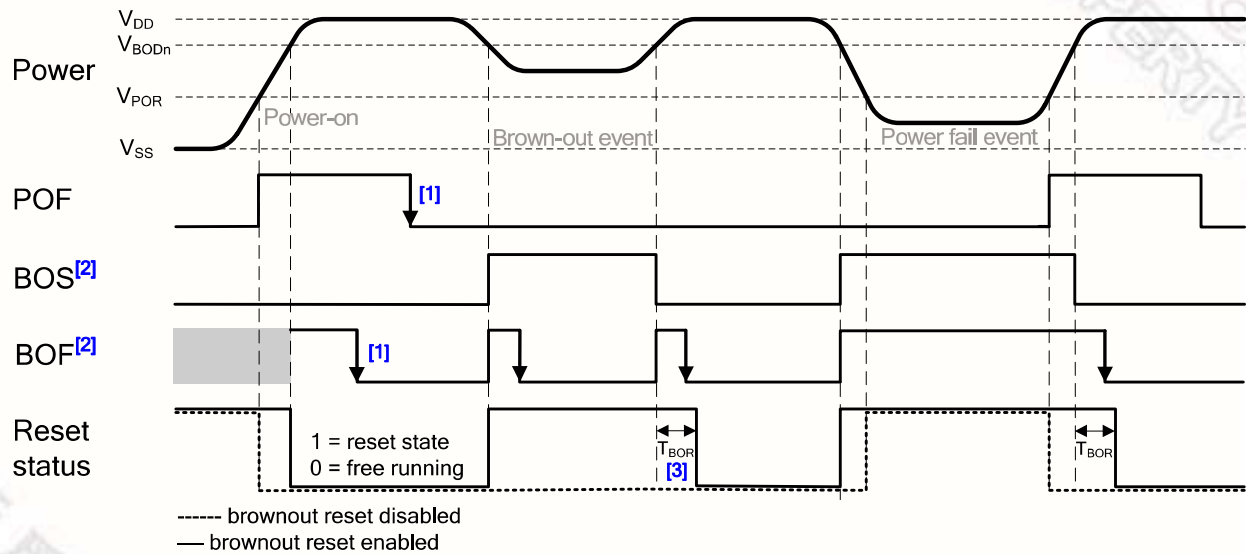 VDD
VBODn
Power
VPOR
Power-on
Brown-out event
Power fail event
VSS
POF
[1]
BOS[2]
BOF[2]
[1]
Reset
status
1 = reset state
0 = free running
TBOR
[3]
TBOR
----- brownout reset disabled
— brownout reset enabled
ERTY